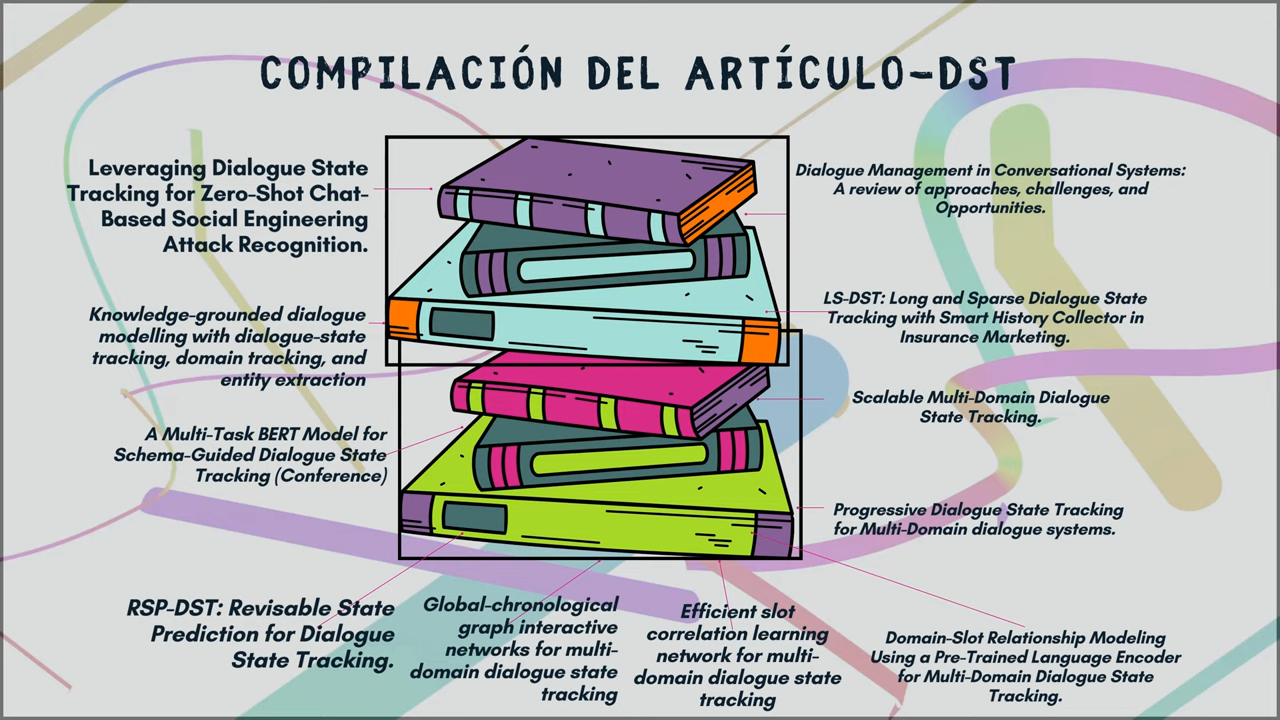 COMPILACIÓN DEL ARTÍCULO-DST
Leveraging Dialogue State
Tracking for Zero-Shot Chat-
Based Social Engineering
Attack Recognition.
Knowledge-grounded dialogue
modelling with dialogue-state
tracking, domain tracking, and
entity extraction
A Multi-Task BERT Model for
Schema-Guided Dialogue State
Tracking (Conference)
RSP-DST: Revisable State
Prediction for Dialogue
State Tracking.
Global-chronological
graph interactive
networks for multi-
domain dialogue state
tracking
Efficient slot
correlation learning
network for multi-
domain dialogue state
tracking
Dialogue Management in Conversational Systems:
A review of approaches, challenges, and
Opportunities.
LS-DST: Long and Sparse Dialogue State
Tracking with Smart History Collector in
Insurance Marketing.
Scalable Multi-Domain Dialogue
State Tracking.
Progressive Dialogue State Tracking
for Multi-Domain dialogue systems.
Domain-Slot Relationship Modeling
Using a Pre-Trained Language Encoder
for Multi-Domain Dialogue State
Tracking.